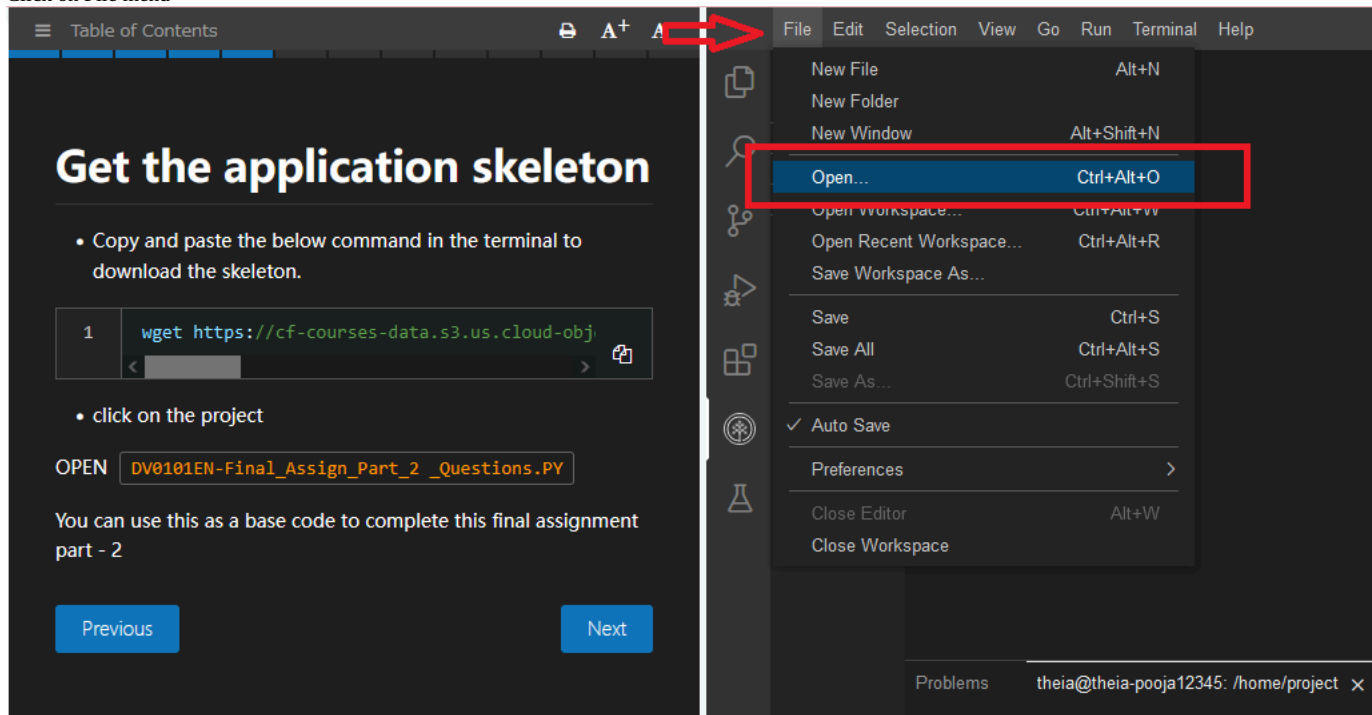 Table of Contents
A+
A
Get the application skeleton
• Copy and paste the below command in the terminal to
download the skeleton.
1 wget https://cf-courses-data.s3.us.cloud-obj
• click on the project
OPEN DV0101EN-Final_Assign_Part_2 _Questions.PY
You can use this as a base code to complete this final assignment
part - 2
Previous
Next
File Edit Selection View Go Run Terminal Help
New File Alt+N
New Folder
New Window Alt+Shift+N
Open... Ctrl+Alt+O
Open Workspace... Ctrl+Alt+W
Open Recent Workspace... Ctrl+Alt+R
Save Workspace As...
Save Ctrl+S
Save All Ctrl+Alt+S
Save As... Ctrl+Shift+S
✓ Auto Save
Preferences >
Close Editor Alt+W
Close Workspace
Problems theia@theia-pooja12345: /home/project ×